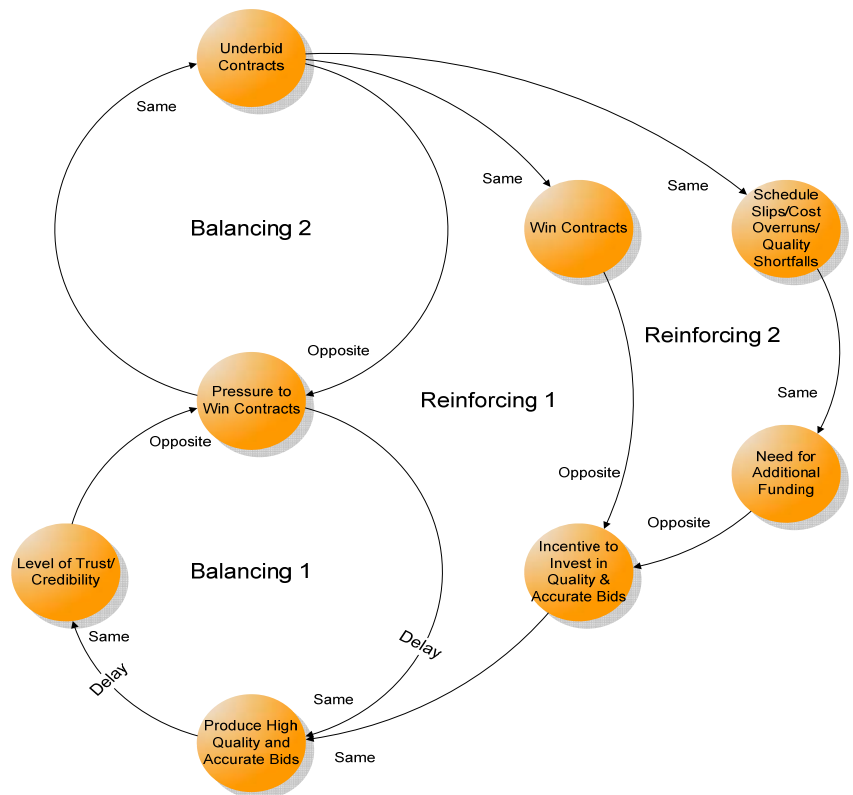 Underbid
Contracts
Same
Same
Same
Schedule
Slips/Cost
Overruns/
Quality
Shortfalls
Win Contracts
Balancing 2
Reinforcing 2
Opposite
Pressure to
Win Contracts
Same
Reinforcing 1
Opposite
Need for
Additional
Funding
Opposite
Opposite
Incentive to
Invest in
Quality &
Accurate Bids
Level of Trust/
Credibility
Balancing 1
Same
Delay
Delay
Same
Produce High
Quality and
Accurate Bids
Same